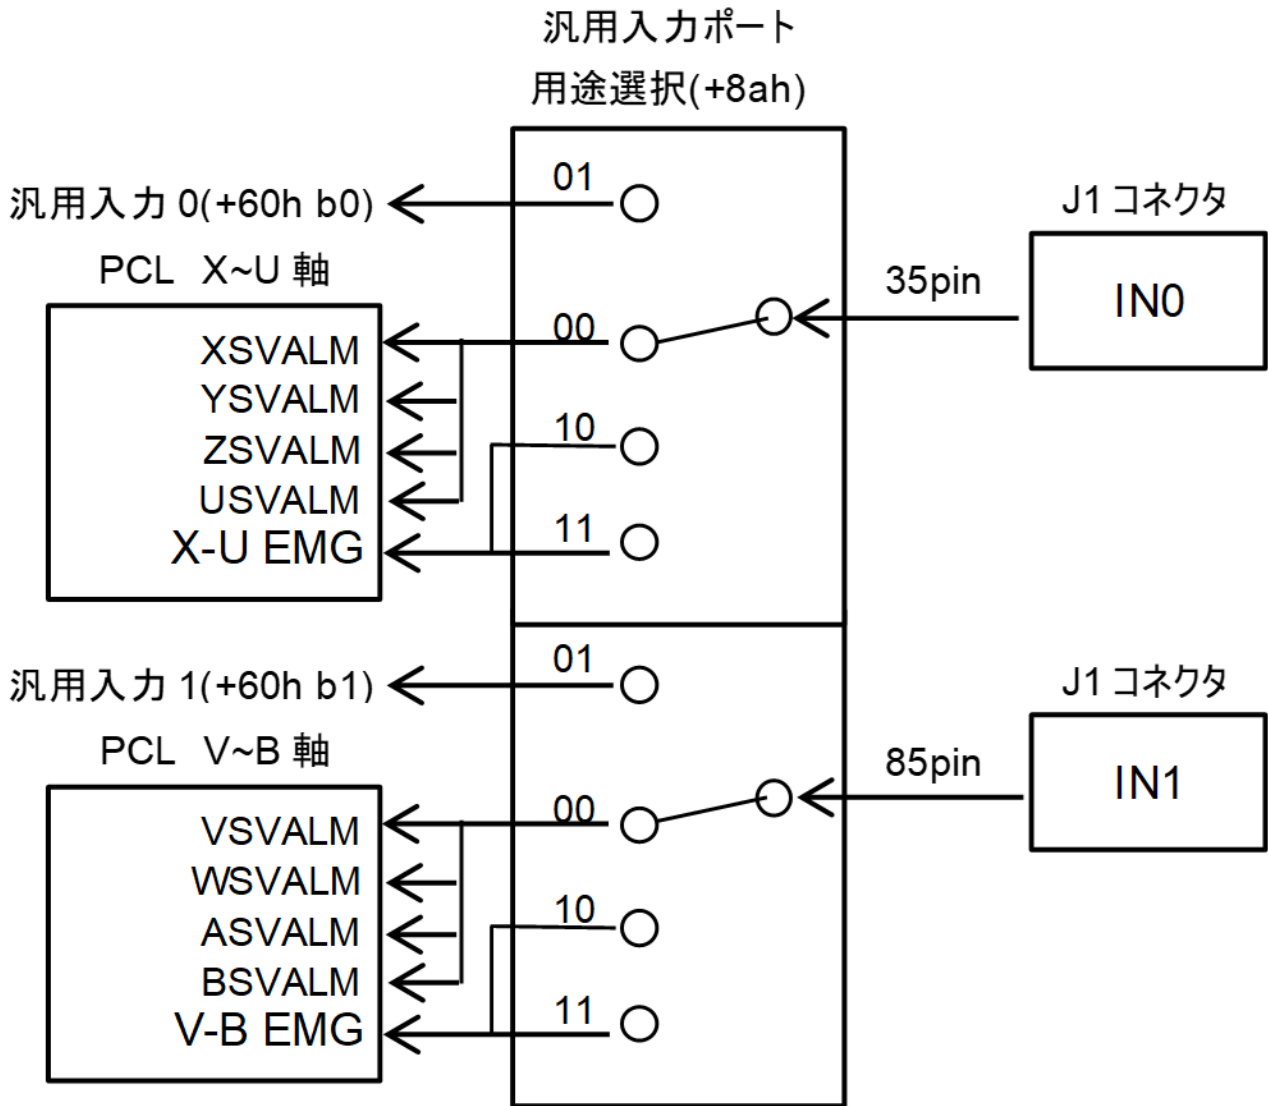 汎用入力ポート
用途選択(+8ah)
01
汎用入力 0(+60h b0)
J1 コネクタ
PCL X~U 軸
35pin
IN0
00
XSVALM
YSVALM
10
ZSVALM
USVALM
11
X-U EMG
01
汎用入力 1(+60h b1)
J1 コネクタ
PCL V~B 軸
85pin
IN1
00
VSVALM
WSVALM
10
ASVALM
BSVALM
11
V-B EMG